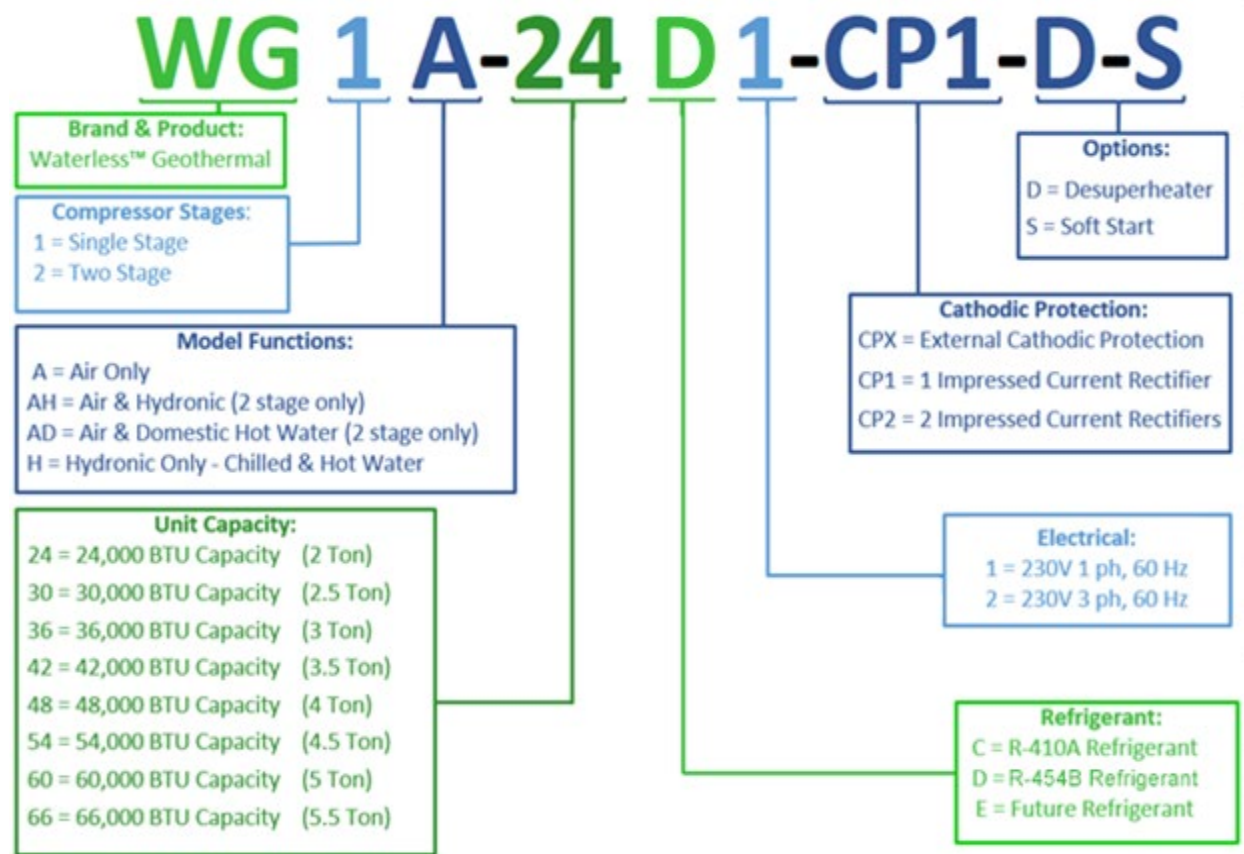 WG 1 A-24 D 1-CP1-D-S
Brand & Product:
Waterless™ Geothermal
Compressor Stages:
1 = Single Stage
2 = Two Stage
Model Functions:
A = Air Only
AH = Air & Hydronic (2 stage only)
AD = Air & Domestic Hot Water (2 stage only)
H = Hydronic Only - Chilled & Hot Water
Unit Capacity:
24 = 24,000 BTU Capacity (2 Ton)
30 = 30,000 BTU Capacity (2.5 Ton)
36 = 36,000 BTU Capacity (3 Ton)
42 = 42,000 BTU Capacity (3.5 Ton)
48 = 48,000 BTU Capacity (4 Ton)
54 = 54,000 BTU Capacity (4.5 Ton)
60 = 60,000 BTU Capacity (5 Ton)
66 = 66,000 BTU Capacity (5.5 Ton)
Options:
D = Desuperheater
S = Soft Start
Cathodic Protection:
CPX = External Cathodic Protection
CP1 = 1 Impressed Current Rectifier
CP2 = 2 Impressed Current Rectifiers
Electrical:
1 = 230V 1 ph, 60 Hz
2 = 230V 3 ph, 60 Hz
Refrigerant:
C = R-410A Refrigerant
D = R-454B Refrigerant
E = Future Refrigerant